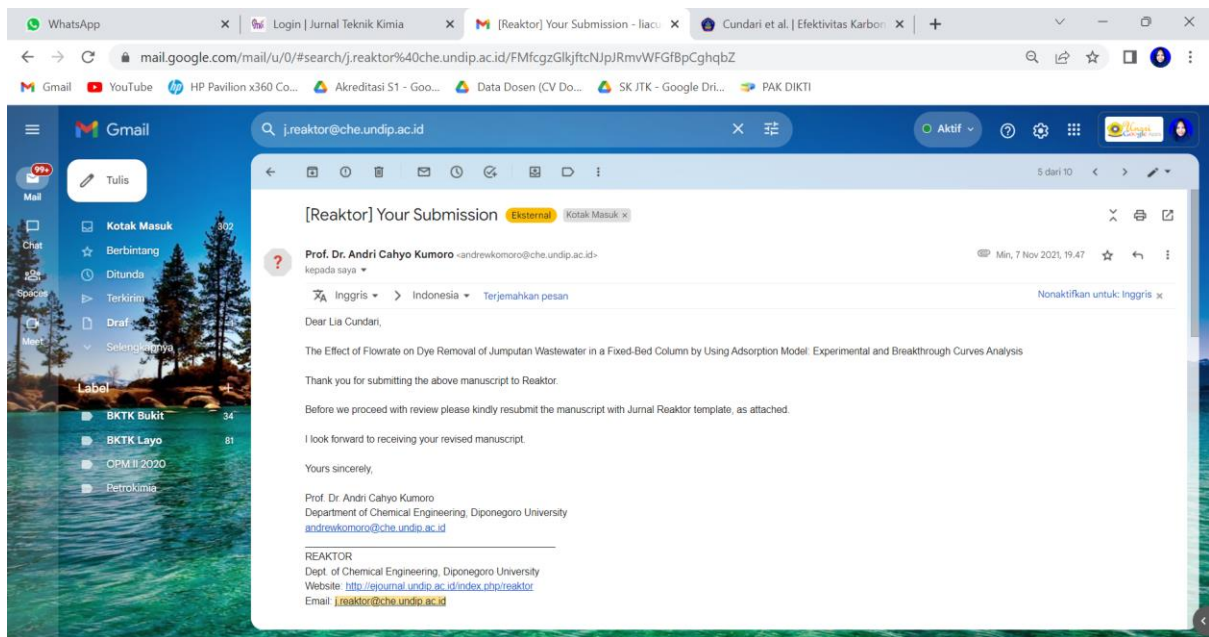 WhatsApp
Login | Jurnal Teknik Kimia
[Reaktor] Your Submission - liacu
Cundari et al. | Efektivitas Karbon
mail.google.com/mail/u/0/#search/j.reaktor%40che.undip.ac.id/FMfcgzGlkjftcNJpJRmvWFGfBpCghqbZ
Gmail
YouTube
HP Pavilion x360 Co...
Akreditasi S1 - Goo...
Data Dosen (CV Do...
SK JTK - Google Dri...
PAK DIKTI
Gmail
j.reaktor@che.undip.ac.id
Aktif
99+
Mail
Chat
Spaces
Meet
Tulis
Kotak Masuk 302
Berbintang
Ditunda
Terkirim
Draf
Selengkapnya
Label
BKTK Bukit 34
BKTK Layo 81
OPM II 2020
Petrokimia
5 dari 10
[Reaktor] Your Submission Eksternal Kotak Masuk x
Prof. Dr. Andri Cahyo Kumoro <andrewkomoro@che.undip.ac.id>
Min, 7 Nov 2021, 19.47
kepada saya
Inggris > Indonesia Terjemahkan pesan
Nonaktifkan untuk: Inggris x
Dear Lia Cundari,
The Effect of Flowrate on Dye Removal of Jumputan Wastewater in a Fixed-Bed Column by Using Adsorption Model: Experimental and Breakthrough Curves Analysis
Thank you for submitting the above manuscript to Reaktor.
Before we proceed with review please kindly resubmit the manuscript with Jurnal Reaktor template, as attached.
I look forward to receiving your revised manuscript.
Yours sincerely,
Prof. Dr. Andri Cahyo Kumoro
Department of Chemical Engineering, Diponegoro University
andrewkomoro@che.undip.ac.id
REAKTOR
Dept. of Chemical Engineering, Diponegoro University
Website: http://ejournal.undip.ac.id/index.php/reaktor
Email: j.reaktor@che.undip.ac.id